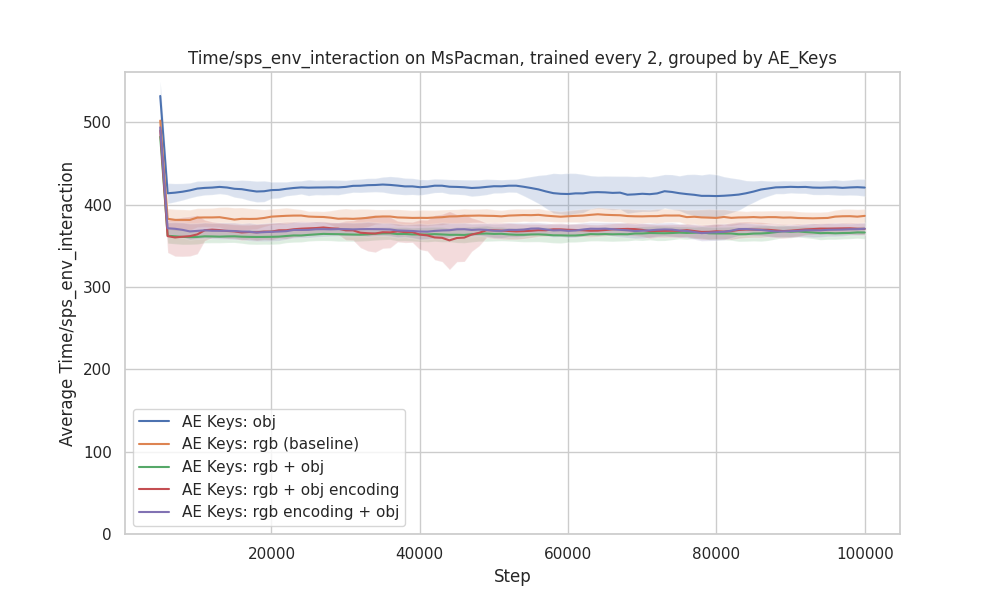 Time/sps_env_interaction on MsPacman, trained every 2, grouped by AE_Keys
Average Time/sps_env_interaction
500
400
300
200
100
0
AE Keys: obj
AE Keys: rgb (baseline)
AE Keys: rgb + obj
AE Keys: rgb + obj encoding
AE Keys: rgb encoding + obj
20000
40000
60000
80000
100000
Step